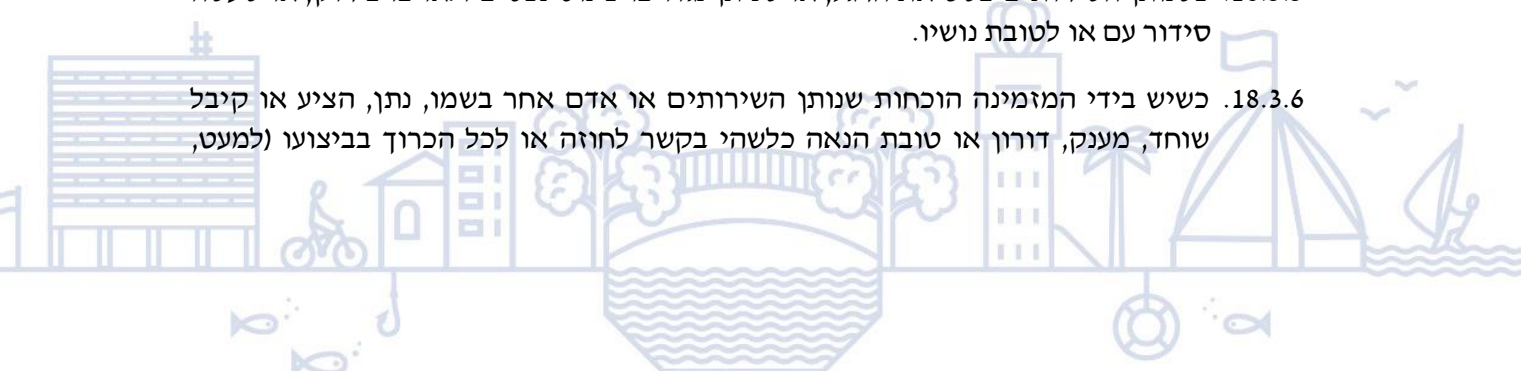 סידור עם או לטובת נושיו.
18.3.6. כשיש בידי המזמינה הוכחות שנותן השירותים או אדם אחר בשמו, נתן, הציע או קיבל
שוחד, מענק, דורון או טובת הנאה כלשהי בקשר לחוזה או לכל הכרוך בביצועו (למעט,